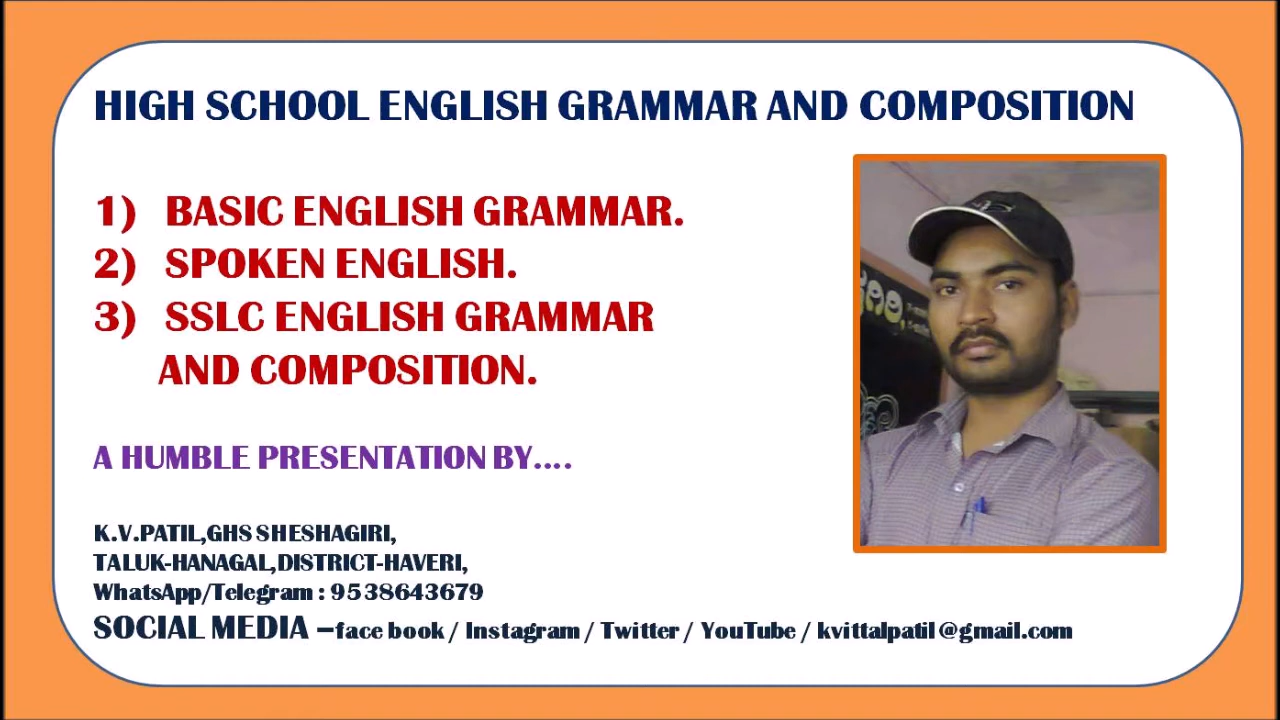 HIGH SCHOOL ENGLISH GRAMMAR AND COMPOSITION
1) BASIC ENGLISH GRAMMAR.
2) SPOKEN ENGLISH.
3) SSLC ENGLISH GRAMMAR
AND COMPOSITION.
A HUMBLE PRESENTATION BY....
K.V.PATIL,GHS SHESHAGIRI,
TALUK-HANAGAL,DISTRICT-HAVERI,
WhatsApp/Telegram : 9538643679
SOCIAL MEDIA –face book / Instagram / Twitter / YouTube / kvittalpatil@gmail.com